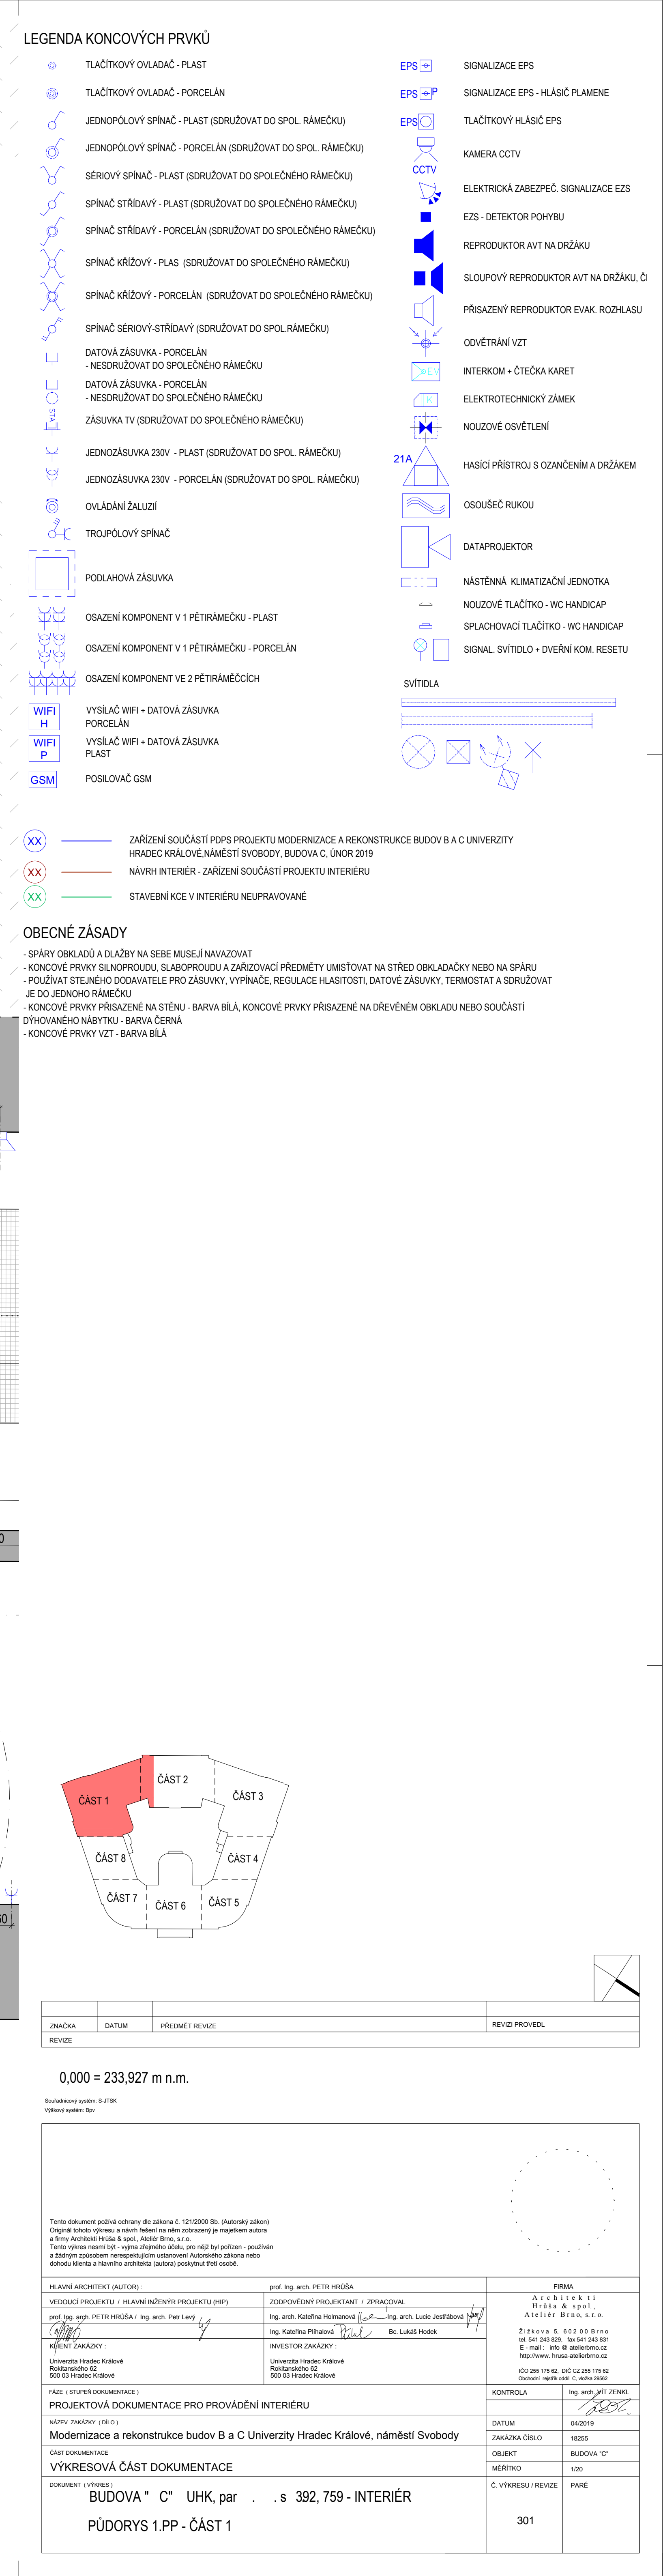 LEGENDA KONCOVÝCH PRVKŮ
TLAČÍTKOVÝ OVLADAČ - PLAST
TLAČÍTKOVÝ OVLADAČ - PORCELÁN
JEDNOPÓLOVÝ SPÍNAČ - PLAST (SDRUŽOVAT DO SPOL. RÁMEČKU)
JEDNOPÓLOVÝ SPÍNAČ - PORCELÁN (SDRUŽOVAT DO SPOL. RÁMEČKU)
SÉRIOVÝ SPÍNAČ - PLAST (SDRUŽOVAT DO SPOLEČNÉHO RÁMEČKU)
SPÍNAČ STŘÍDAVÝ - PLAST (SDRUŽOVAT DO SPOLEČNÉHO RÁMEČKU)
SPÍNAČ STŘÍDAVÝ - PORCELÁN (SDRUŽOVAT DO SPOLEČNÉHO RÁMEČKU)
SPÍNAČ KŘÍŽOVÝ - PLAS (SDRUŽOVAT DO SPOLEČNÉHO RÁMEČKU)
SPÍNAČ KŘÍŽOVÝ - PORCELÁN (SDRUŽOVAT DO SPOLEČNÉHO RÁMEČKU)
SPÍNAČ SÉRIOVÝ-STŘÍDAVÝ (SDRUŽOVAT DO SPOL.RÁMEČKU)
DATOVÁ ZÁSUVKA - PORCELÁN
- NESDRUŽOVAT DO SPOLEČNÉHO RÁMEČKU
DATOVÁ ZÁSUVKA - PORCELÁN
- NESDRUŽOVAT DO SPOLEČNÉHO RÁMEČKU
STA
ZÁSUVKA TV (SDRUŽOVAT DO SPOLEČNÉHO RÁMEČKU)
JEDNOZÁSUVKA 230V - PLAST (SDRUŽOVAT DO SPOL. RÁMEČKU)
JEDNOZÁSUVKA 230V - PORCELÁN (SDRUŽOVAT DO SPOL. RÁMEČKU)
OVLÁDÁNÍ ŽALUZIÍ
TROJPÓLOVÝ SPÍNAČ
PODLAHOVÁ ZÁSUVKA
OSAZENÍ KOMPONENT V 1 PĚTIRÁMEČKU - PLAST
OSAZENÍ KOMPONENT V 1 PĚTIRÁMEČKU - PORCELÁN
OSAZENÍ KOMPONENT VE 2 PĚTIRÁMĚČCÍCH
WIFI H
VYSÍLAČ WIFI + DATOVÁ ZÁSUVKA
PORCELÁN
WIFI P
VYSÍLAČ WIFI + DATOVÁ ZÁSUVKA
PLAST
GSM
POSILOVAČ GSM
EPS
SIGNALIZACE EPS
EPS P
SIGNALIZACE EPS - HLÁSIČ PLAMENE
EPS
TLAČÍTKOVÝ HLÁSIČ EPS
KAMERA CCTV
CCTV
ELEKTRICKÁ ZABEZPEČ. SIGNALIZACE EZS
EZS - DETEKTOR POHYBU
REPRODUKTOR AVT NA DRŽÁKU
SLOUPOVÝ REPRODUKTOR AVT NA DRŽÁKU, ČI
PŘISAZENÝ REPRODUKTOR EVAK. ROZHLASU
ODVĚTRÁNÍ VZT
EV
INTERKOM + ČTEČKA KARET
K
ELEKTROTECHNICKÝ ZÁMEK
NOUZOVÉ OSVĚTLENÍ
21A
HASÍCÍ PŘÍSTROJ S OZANČENÍM A DRŽÁKEM
OSOUŠEČ RUKOU
DATAPROJEKTOR
NÁSTĚNNÁ KLIMATIZAČNÍ JEDNOTKA
NOUZOVÉ TLAČÍTKO - WC HANDICAP
SPLACHOVACÍ TLAČÍTKO - WC HANDICAP
SIGNAL. SVÍTIDLO + DVEŘNÍ KOM. RESETU
SVÍTIDLA
XX
ZAŘÍZENÍ SOUČÁSTÍ PDPS PROJEKTU MODERNIZACE A REKONSTRUKCE BUDOV B A C UNIVERZITY
HRADEC KRÁLOVÉ,NÁMĚSTÍ SVOBODY, BUDOVA C, ÚNOR 2019
XX
NÁVRH INTERIÉR - ZAŘÍZENÍ SOUČÁSTÍ PROJEKTU INTERIÉRU
XX
STAVEBNÍ KCE V INTERIÉRU NEUPRAVOVANÉ
OBECNÉ ZÁSADY
- SPÁRY OBKLADŮ A DLAŽBY NA SEBE MUSEJÍ NAVAZOVAT
- KONCOVÉ PRVKY SILNOPROUDU, SLABOPROUDU A ZAŘIZOVACÍ PŘEDMĚTY UMISŤOVAT NA STŘED OBKLADAČKY NEBO NA SPÁRU
- POUŽÍVAT STEJNÉHO DODAVATELE PRO ZÁSUVKY, VYPÍNAČE, REGULACE HLASITOSTI, DATOVÉ ZÁSUVKY, TERMOSTAT A SDRUŽOVAT
JE DO JEDNOHO RÁMEČKU
- KONCOVÉ PRVKY PŘISAZENÉ NA STĚNU - BARVA BÍLÁ, KONCOVÉ PRVKY PŘISAZENÉ NA DŘEVĚNÉM OBKLADU NEBO SOUČÁSTÍ
DÝHOVANÉHO NÁBYTKU - BARVA ČERNÁ
- KONCOVÉ PRVKY VZT - BARVA BÍLÁ
ČÁST 1
ČÁST 2
ČÁST 3
ČÁST 8
ČÁST 4
ČÁST 7
ČÁST 6
ČÁST 5
ZNAČKA DATUM PŘEDMĚT REVIZE REVIZI PROVEDL
REVIZE
0,000 = 233,927 m n.m.
Souřadnicový systém: S-JTSK
Výškový systém: Bpv
Tento dokument požívá ochrany dle zákona č. 121/2000 Sb. (Autorský zákon)
Originál tohoto výkresu a návrh řešení na něm zobrazený je majetkem autora
a firmy Architekti Hrůša & spol., Ateliér Brno, s.r.o.
Tento výkres nesmí být - vyjma zřejmého účelu, pro nějž byl pořízen - používán
a žádným způsobem nerespektujícím ustanovení Autorského zákona nebo
dohodu klienta a hlavního architekta (autora) poskytnut třetí osobě.
HLAVNÍ ARCHITEKT (AUTOR) : prof. Ing. arch. PETR HRŮŠA
VEDOUCÍ PROJEKTU / HLAVNÍ INŽENÝR PROJEKTU (HIP) ZODPOVĚDNÝ PROJEKTANT / ZPRACOVAL
prof. Ing. arch. PETR HRŮŠA / Ing. arch. Petr Levý
Ing. arch. Kateřina Holmanová Ing. arch. Lucie Jestřábová
Ing. Kateřina Plíhalová Bc. Lukáš Hodek
KLIENT ZAKÁZKY : INVESTOR ZAKÁZKY :
Univerzita Hradec Králové
Rokitanského 62
500 03 Hradec Králové
Univerzita Hradec Králové
Rokitanského 62
500 03 Hradec Králové
FIRMA
Architekti
Hrůša & spol.,
Ateliér Brno, s.r.o.
Žižkova 5, 602 00 Brno
tel. 541 243 829, fax 541 243 831
E - mail : info @ atelierbrno.cz
http://www. hrusa-atelierbrno.cz
IČO 255 175 62, DIČ CZ 255 175 62
Obchodní rejstřík oddíl C, vložka 29562
FÁZE ( STUPEŇ DOKUMENTACE )
PROJEKTOVÁ DOKUMENTACE PRO PROVÁDĚNÍ INTERIÉRU
KONTROLA Ing. arch. VÍT ZENKL
NÁZEV ZAKÁZKY ( DÍLO )
Modernizace a rekonstrukce budov B a C Univerzity Hradec Králové, náměstí Svobody
DATUM 04/2019
ZAKÁZKA ČÍSLO 18255
ČÁST DOKUMENTACE
VÝKRESOVÁ ČÁST DOKUMENTACE
OBJEKT BUDOVA "C"
MĚŘÍTKO 1/20
DOKUMENT ( VÝKRES )
BUDOVA " C" UHK, par . . s 392, 759 - INTERIÉR
PŮDORYS 1.PP - ČÁST 1
Č. VÝKRESU / REVIZE PARÉ
301